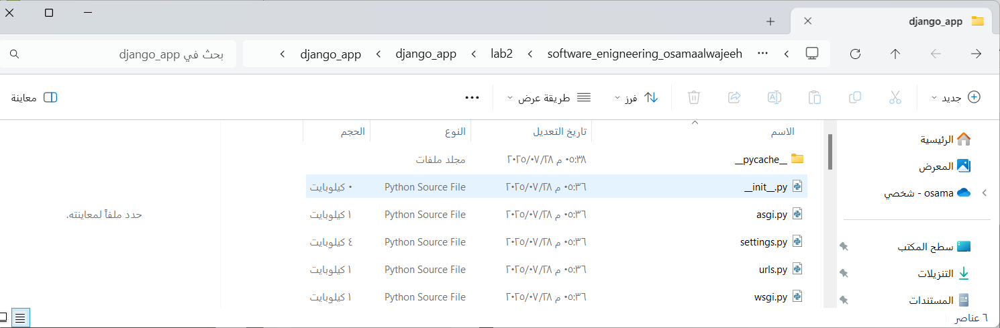 django_app
software_enigneering_osamaalwajeeh
lab2
django_app
django_app
بحث في django_app
جديد
فرز
طريقة عرض
معاينة
الرئيسية
المعرض
osama - شخصي
سطح المكتب
التنزيلات
المستندات
الاسم
تاريخ التعديل
النوع
الحجم
__pycache__ ٠٥:٣٨ م ٢٠٢٥/٠٧/٢٨ مجلد ملفات
__init__.py ٠٥:٣٦ م ٢٠٢٥/٠٧/٢٨ Python Source File ٠ كيلوبايت
asgi.py ٠٥:٣٦ م ٢٠٢٥/٠٧/٢٨ Python Source File ١ كيلوبايت
settings.py ٠٥:٣٦ م ٢٠٢٥/٠٧/٢٨ Python Source File ٤ كيلوبايت
urls.py ٠٥:٣٦ م ٢٠٢٥/٠٧/٢٨ Python Source File ١ كيلوبايت
wsgi.py ٠٥:٣٦ م ٢٠٢٥/٠٧/٢٨ Python Source File ١ كيلوبايت
حدد ملفاً لمعاينته.
٦ عناصر